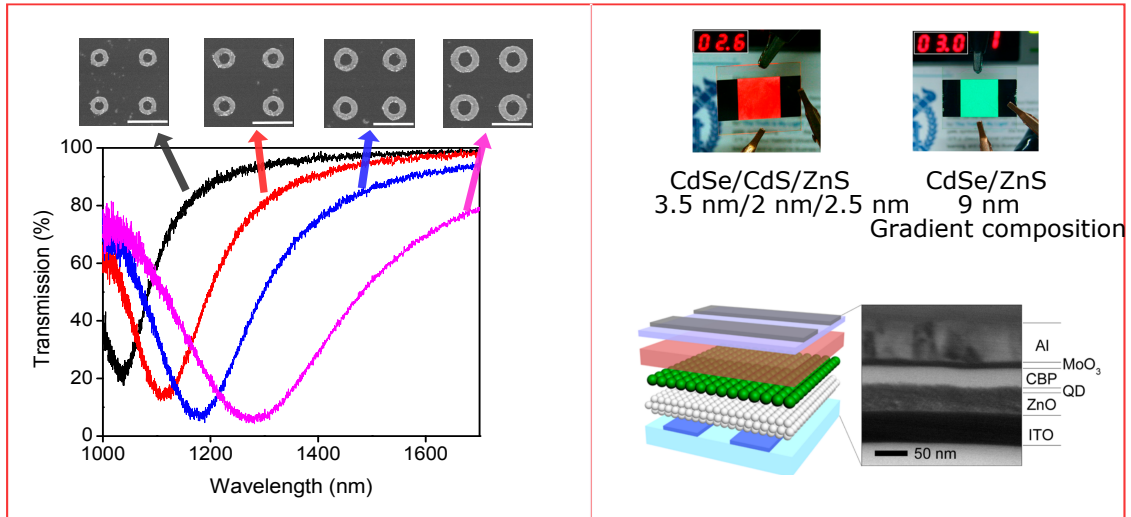 100
80
60
40
20
0
Transmission (%)
1000
1200
1400
1600
Wavelength (nm)
02.6
03.0
1
CdSe/CdS/ZnS
3.5 nm/2 nm/2.5 nm
CdSe/ZnS
9 nm
Gradient composition
Al
MoO3
CBP
QD
ZnO
ITO
50 nm